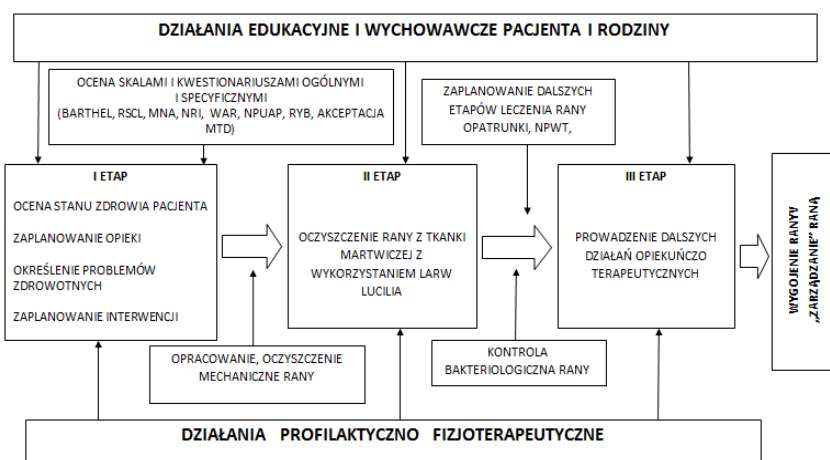 DZIAŁANIA EDUKACYJNE I WYCHOWAWCZE PACJENTA I RODZINY
OCENA SKALAMI I KWESTIONARIUSZAMI OGÓLNYMI
I SPECYFICZNYMI
(BARTHEL, RSCL, MNA, NRI, WAR, NPUAP, RYB, AKCEPTACJA
MTD)
ZAPLANOWANIE DALSZYCH
ETAPÓW LECZENIA RANY
OPATRUNKI, NPWT,
I ETAP
OCENA STANU ZDROWIA PACJENTA
ZAPLANOWANIE OPIEKI
OKREŚLENIE PROBLEMÓW
ZDROWOTNYCH
ZAPLANOWANIE INTERWENCJI
II ETAP
OCZYSZCZENIE RANY Z TKANKI
MARTWICZEJ Z
WYKORZYSTANIEM LARW
LUCILIA
III ETAP
PROWADZENIE DALSZYCH
DZIAŁAŃ OPIEKUŃCZO
TERAPEUTYCZNYCH
WYGOJENIE RANYV
„ZARZĄDZANIE” RANĄ
OPRACOWANIE, OCZYSZCZENIE
MECHANICZNE RANY
KONTROLA
BAKTERIOLOGICZNA RANY
DZIAŁANIA PROFILAKTYCZNO FIZJOTERAPEUTYCZNE